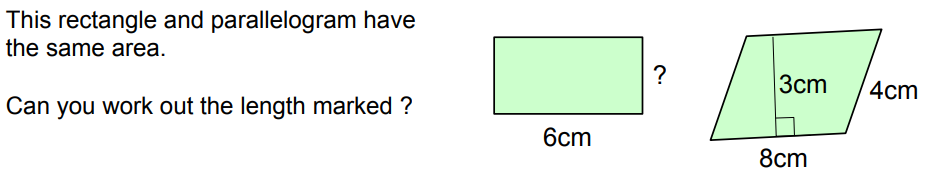 This rectangle and parallelogram have
the same area.
Can you work out the length marked ?
?
6cm
3cm
4cm
8cm